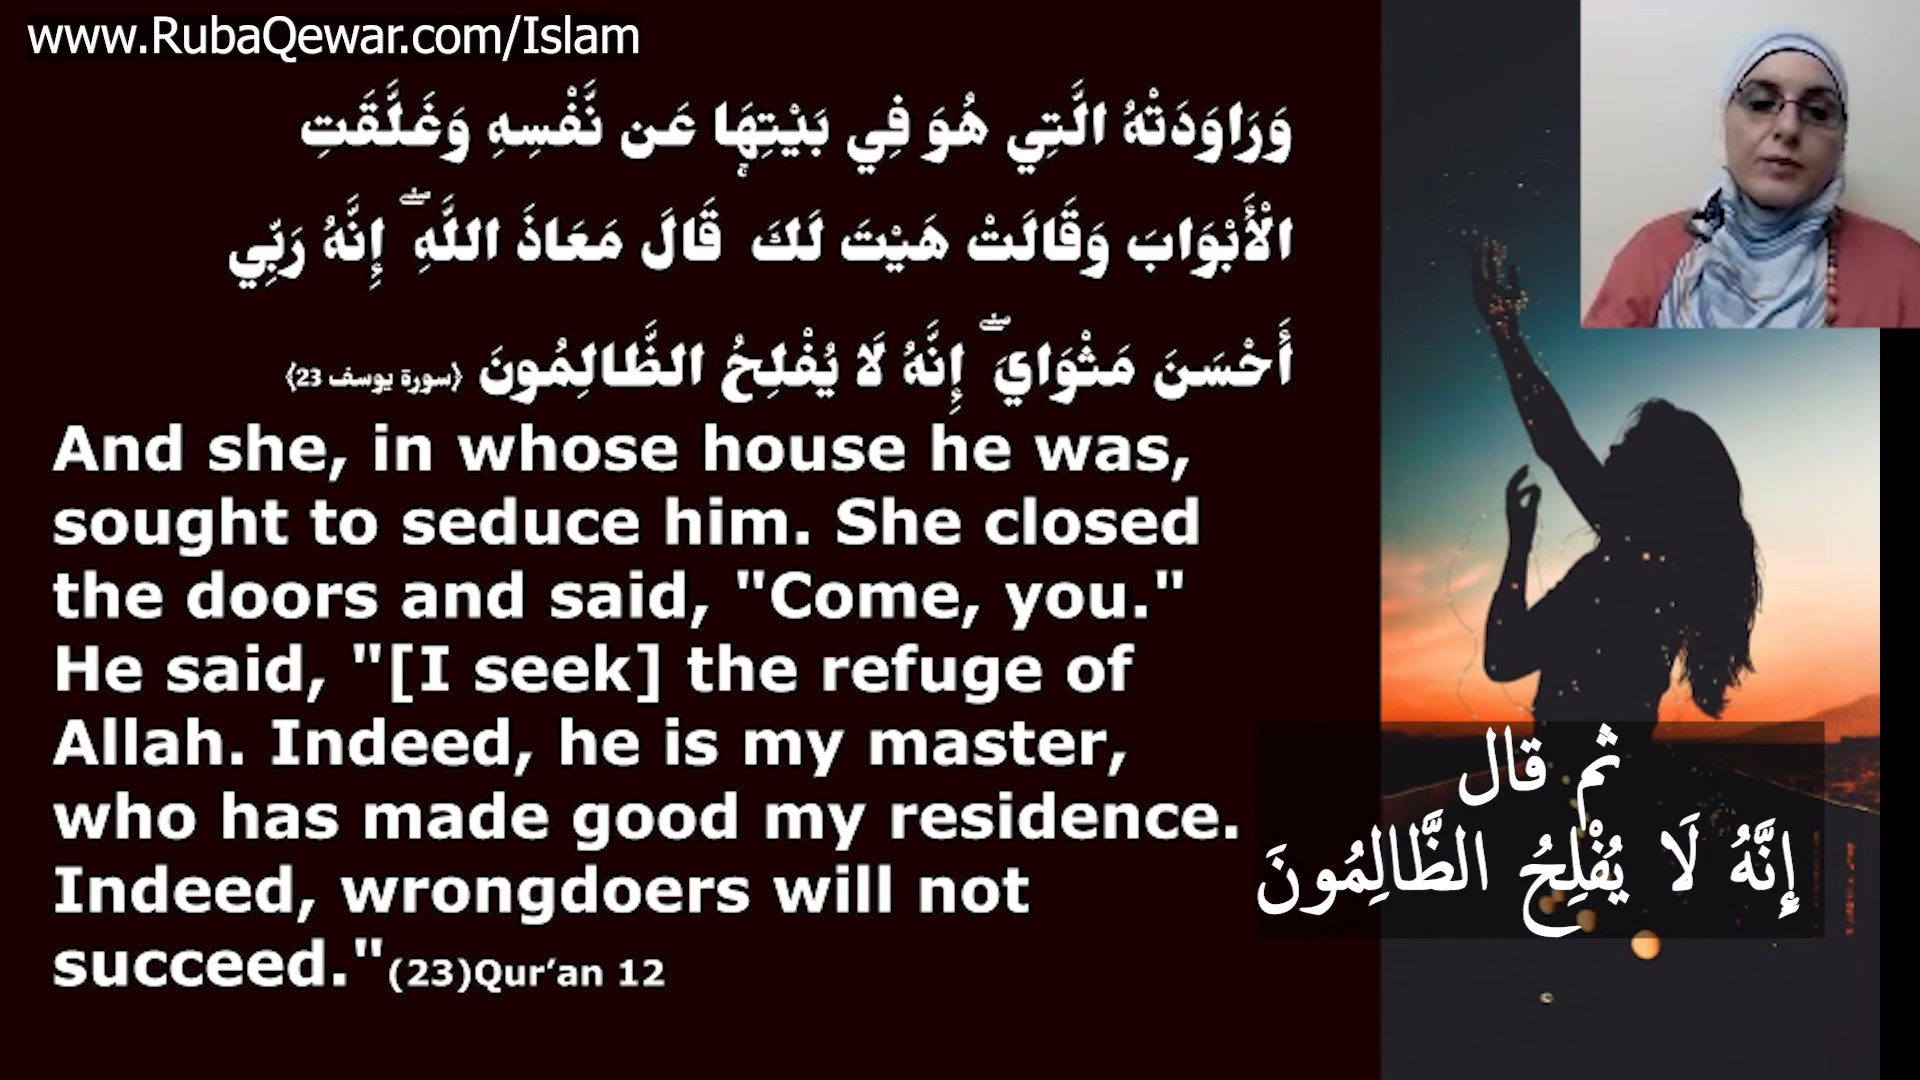 www.RubaQewar.com/Islam
وَرَاوَدَتْهُ الَّتِي هُوَ فِي بَيْتِهَا عَن نَّفْسِهِ وَغَلَّقَتِ
الْأَبْوَابَ وَقَالَتْ هَيْتَ لَكَ ۚ قَالَ مَعَاذَ اللَّهِ ۖ إِنَّهُ رَبِّي
أَحْسَنَ مَثْوَايَ ۖ إِنَّهُ لَا يُفْلِحُ الظَّالِمُونَ ﴿سورة يوسف 23﴾
And she, in whose house he was,
sought to seduce him. She closed
the doors and said, "Come, you."
He said, "[I seek] the refuge of
Allah. Indeed, he is my master,
who has made good my residence.
Indeed, wrongdoers will not
succeed."(23)Qur’an 12
ثم قال
إِنَّهُ لَا يُفْلِحُ الظَّالِمُونَ